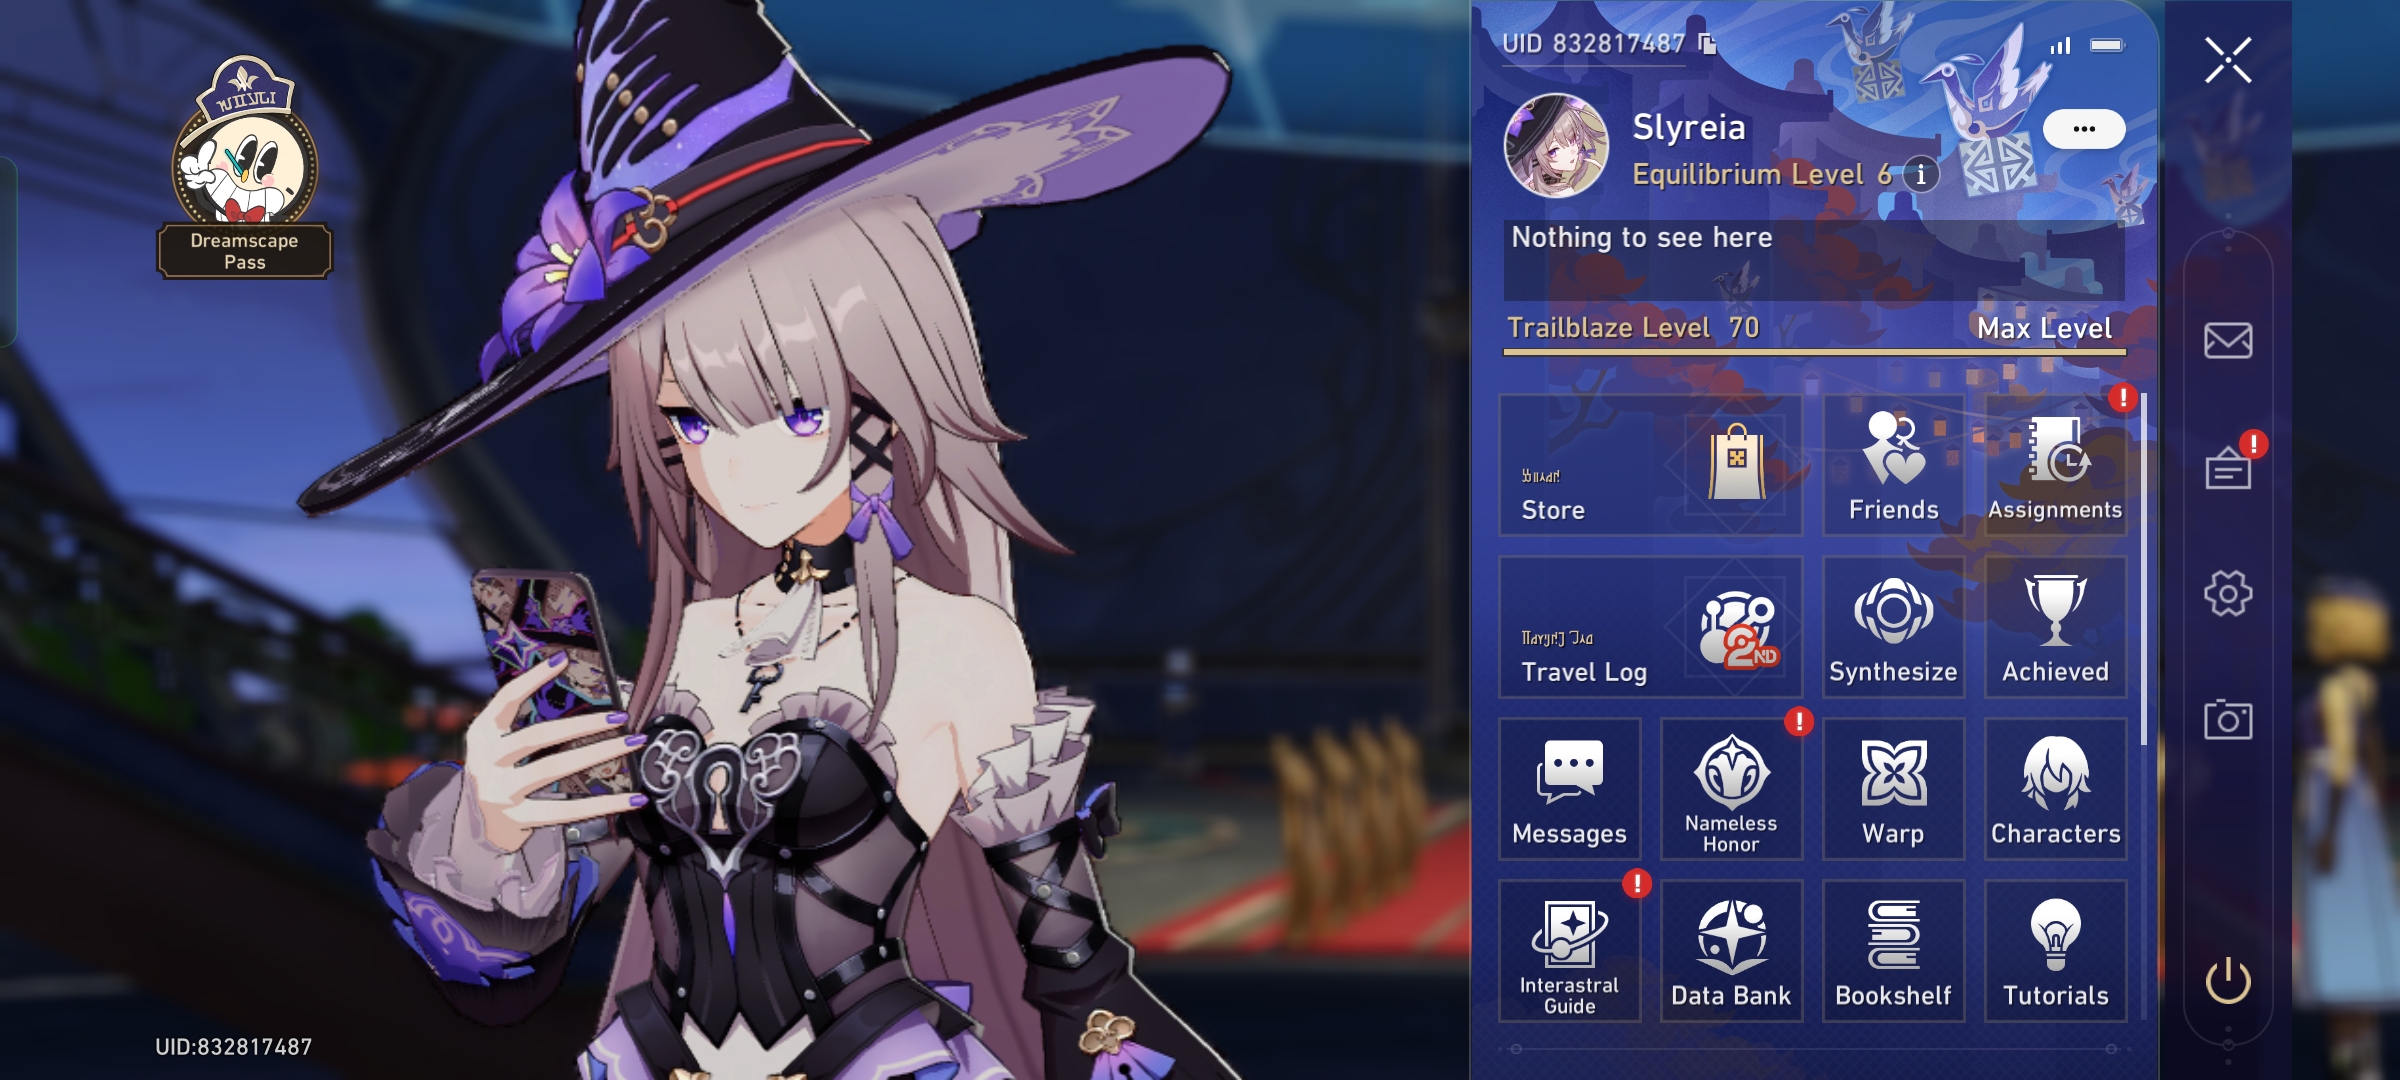 Dreamscape
Pass
UID:832817487
UID 832817487
Slyreia
Equilibrium Level 6
Nothing to see here
Trailblaze Level 70
Max Level
Store
Friends
Assignments
Travel Log
2ND
Synthesize
Achieved
Messages
Nameless
Honor
Warp
Characters
Interastral
Guide
Data Bank
Bookshelf
Tutorials